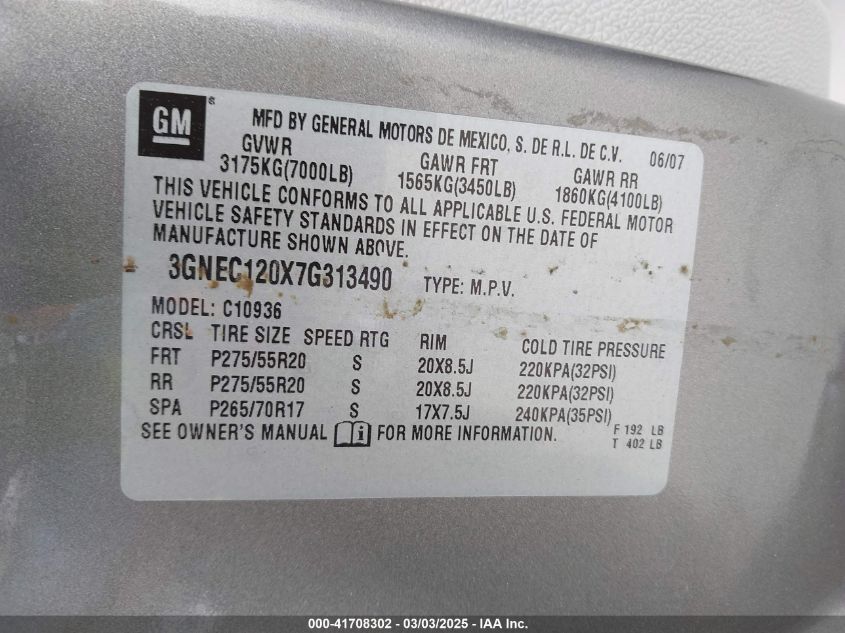 GM
MFD BY GENERAL MOTORS DE MEXICO, S. DE R.L. DE C.V. 06/07
GVWR GAWR FRT GAWR RR
3175KG(7000LB) 1565KG(3450LB) 1860KG(4100LB)
THIS VEHICLE CONFORMS TO ALL APPLICABLE U.S. FEDERAL MOTOR
VEHICLE SAFETY STANDARDS IN EFFECT ON THE DATE OF
MANUFACTURE SHOWN ABOVE.
3GNEC120X7G313490 TYPE: M.P.V.
MODEL: C10936
CRSL TIRE SIZE SPEED RTG RIM COLD TIRE PRESSURE
FRT P275/55R20 S 20X8.5J 220KPA(32PSI)
RR P275/55R20 S 20X8.5J 220KPA(32PSI)
SPA P265/70R17 S 17X7.5J 240KPA(35PSI)
SEE OWNER'S MANUAL FOR MORE INFORMATION.
F 192 LB
T 402 LB
000-41708302 - 03/03/2025 - IAA Inc.